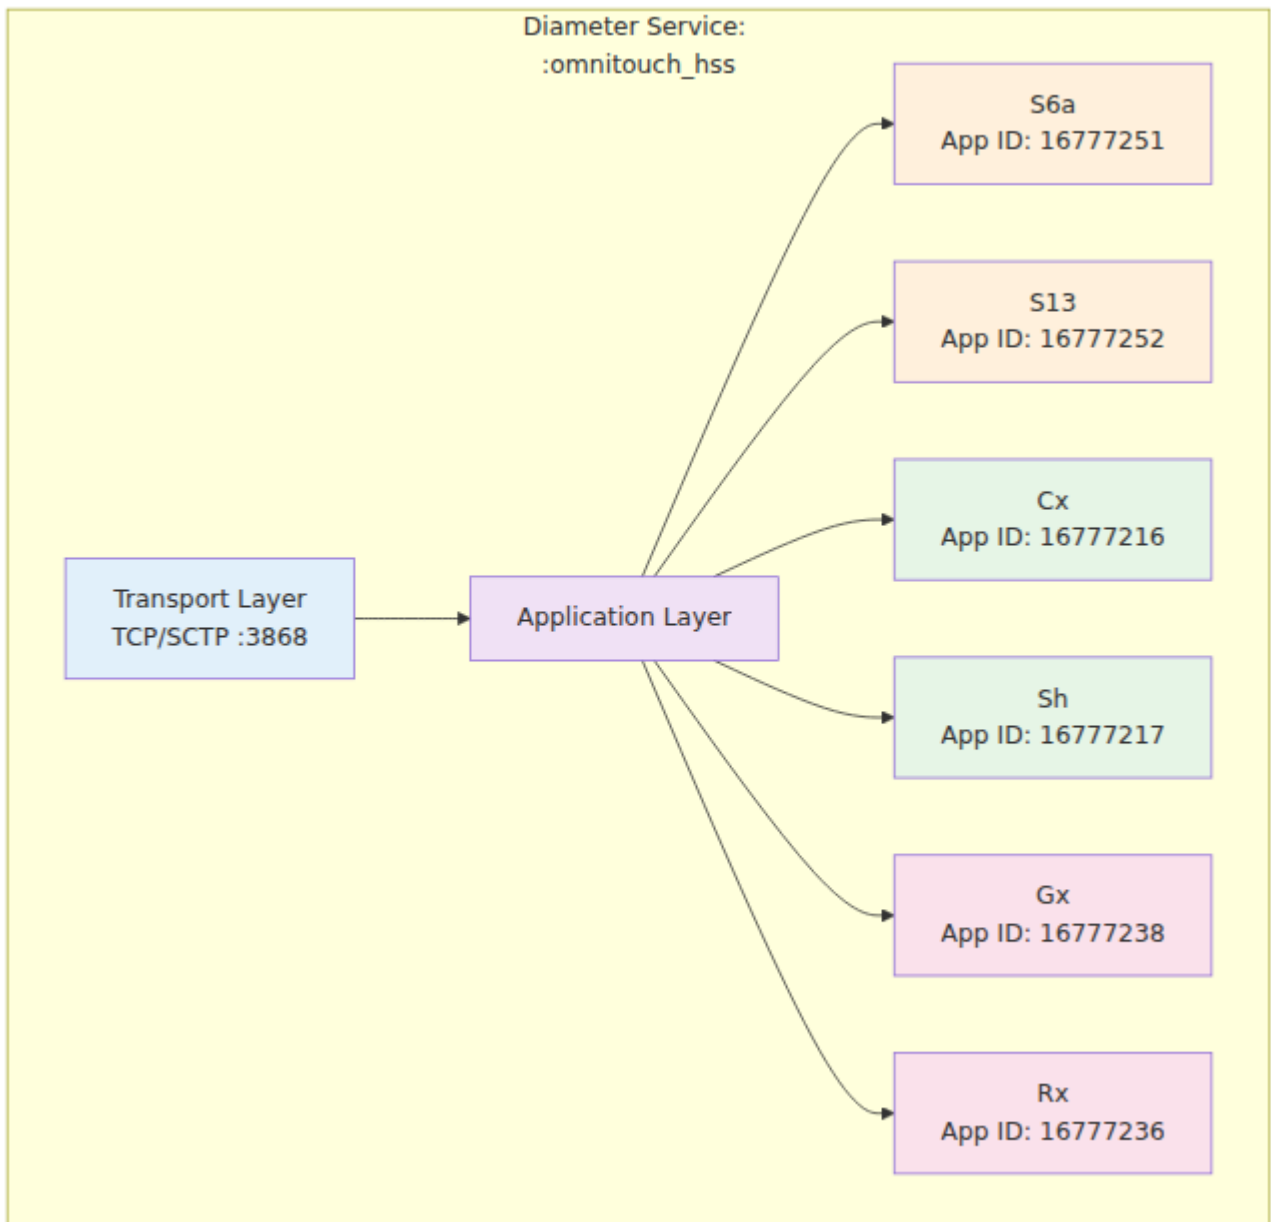 Diameter Service:
:omnitouch_hss
S6a
App ID: 16777251
S13
App ID: 16777252
Cx
App ID: 16777216
Transport Layer
TCP/SCTP :3868
Application Layer
Sh
App ID: 16777217
Gx
App ID: 16777238
Rx
App ID: 16777236